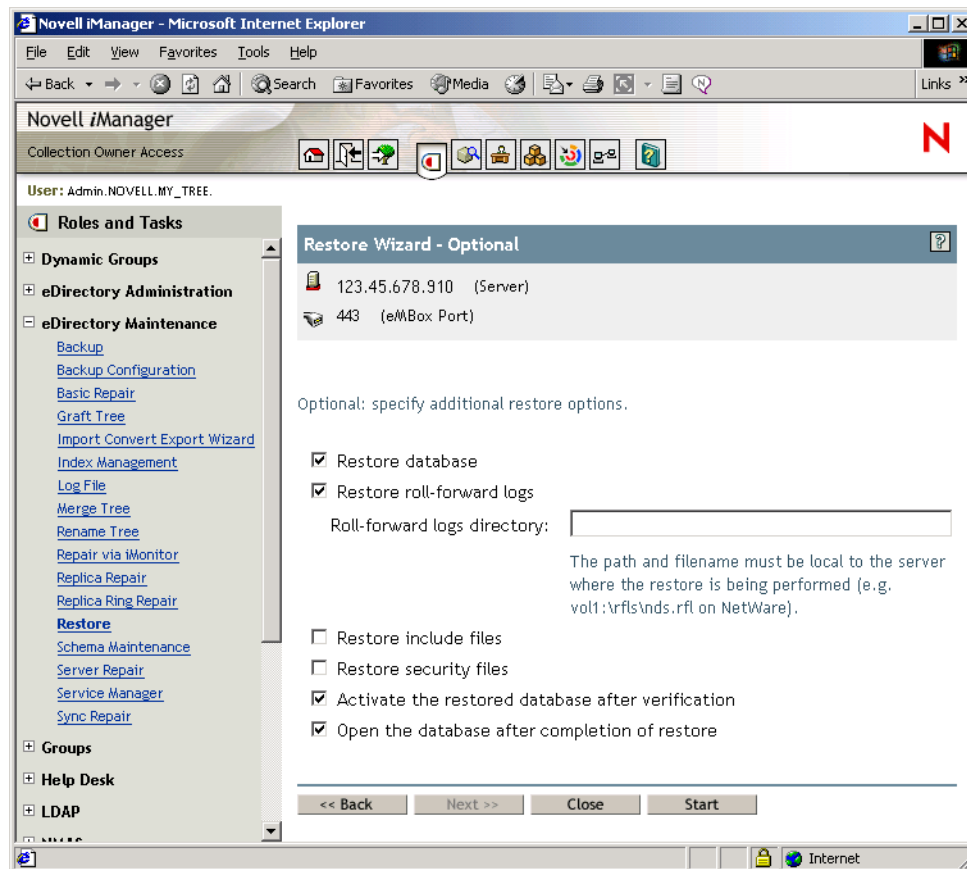 Novell iManager - Microsoft Internet Explorer
File Edit View Favorites Tools Help
Back Search Favorites Media Links »
Novell iManager
Collection Owner Access
N
User: Admin.NOVELL.MY_TREE.
Roles and Tasks
Dynamic Groups
eDirectory Administration
eDirectory Maintenance
Backup
Backup Configuration
Basic Repair
Graft Tree
Import Convert Export Wizard
Index Management
Log File
Merge Tree
Rename Tree
Repair via iMonitor
Replica Repair
Replica Ring Repair
Restore
Schema Maintenance
Server Repair
Service Manager
Sync Repair
Groups
Help Desk
LDAP
Restore Wizard - Optional
?
123.45.678.910 (Server)
443 (eMBox Port)
Optional: specify additional restore options.
Restore database
Restore roll-forward logs
Roll-forward logs directory:
The path and filename must be local to the server
where the restore is being performed (e.g.
vol1:\rfls\nds.rfl on NetWare).
Restore include files
Restore security files
Activate the restored database after verification
Open the database after completion of restore
<< Back Next >> Close Start
Internet